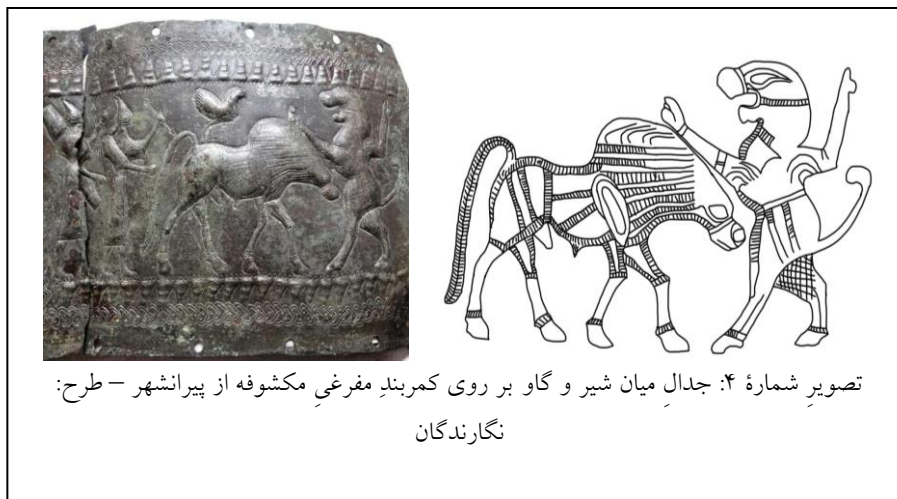 تصویرِ شمارهٔ ۴: جدالِ میان شیر و گاو بر روی کمربندِ مفرغیِ مکشوفه از پیرانشهر – طرح:
نگارندگان